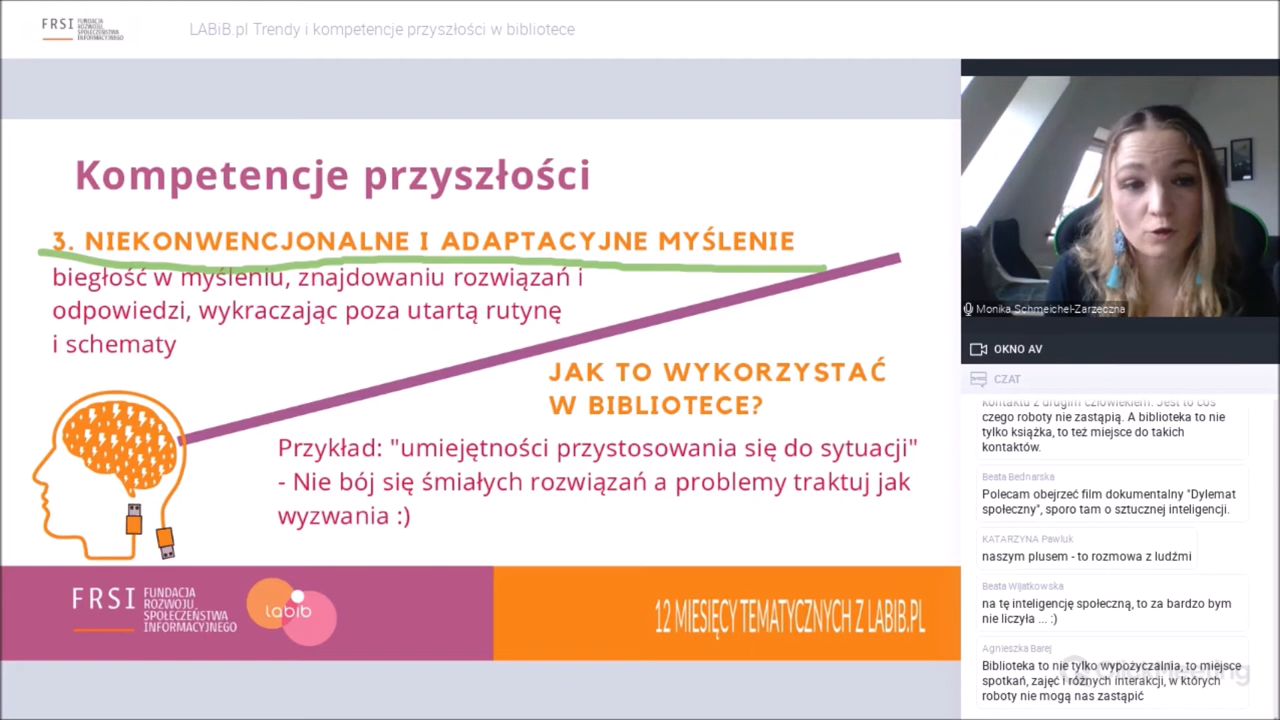 FRSI FUNDACJA
ROZWOJU
SPOŁECZEŃSTWA
INFORMACYJNEGO
LABiB.pl Trendy i kompetencje przyszłości w bibliotece
Kompetencje przyszłości
3. NIEKONWENCJONALNE I ADAPTACYJNE MYŚLENIE
biegłość w myśleniu, znajdowaniu rozwiązań i
odpowiedzi, wykraczając poza utartą rutynę
i schematy
JAK TO WYKORZYSTAĆ
W BIBLIOTECE?
Przykład: "umiejętności przystosowania się do sytuacji"
- Nie bój się śmiałych rozwiązań a problemy traktuj jak
wyzwania :)
FRSI FUNDACJA
ROZWOJU
SPOŁECZEŃSTWA
INFORMACYJNEGO
labib
12 MIESIĘCY TEMATYCZNYCH Z LABIB.PL
Monika Schmeichel-Zarzeczna
OKNO AV
CZAT
kontaktu z drugim człowiekiem. Jest to coś
czego roboty nie zastąpią. A biblioteka to nie
tylko książka, to też miejsce do takich
kontaktów.
Beata Bednarska
Polecam obejrzeć film dokumentalny "Dylemat
społeczny", sporo tam o sztucznej inteligencji.
KATARZYNA Pawluk
naszym plusem - to rozmowa z ludźmi
Beata Wijatkowska
na tę inteligencję społeczną, to za bardzo bym
nie liczyła ... :)
Agnieszka Barej
Biblioteka to nie tylko wypożyczalnia, to miejsce
spotkań, zajęć i różnych interakcji, w których
roboty nie mogą nas zastąpić